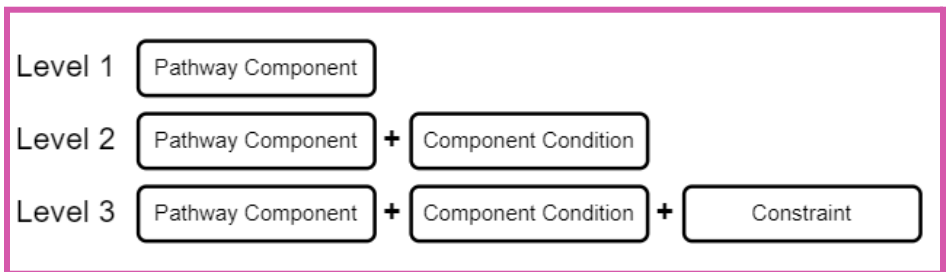 Level 1 Pathway Component
Level 2 Pathway Component + Component Condition
Level 3 Pathway Component + Component Condition + Constraint